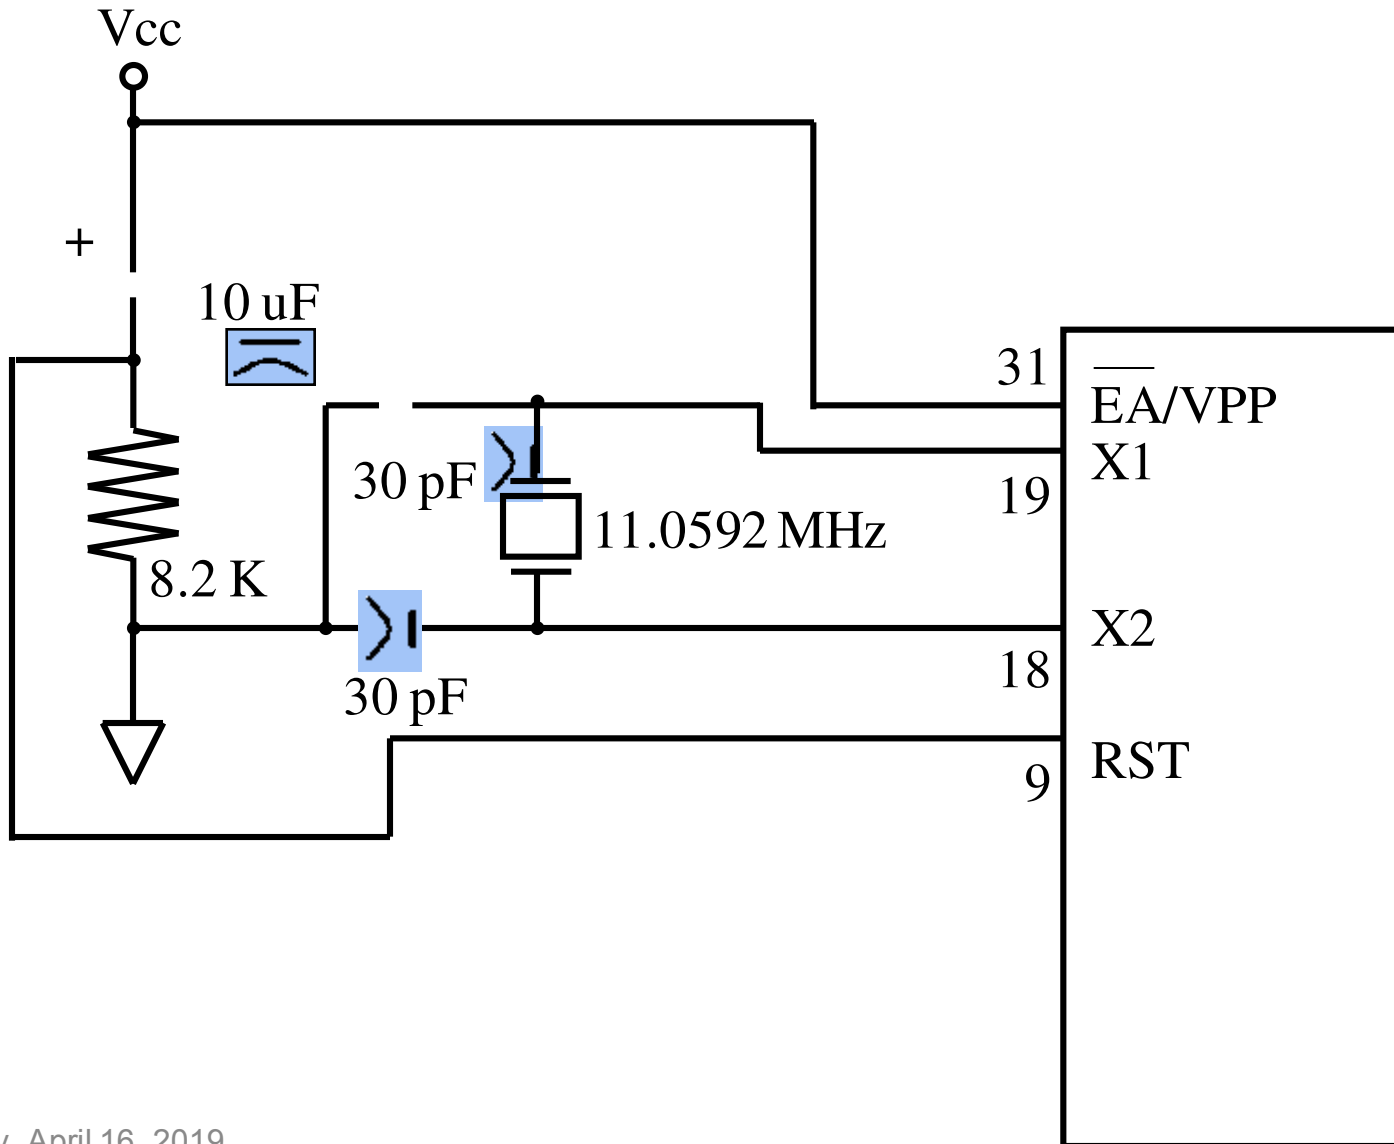 Vcc
+
10 uF
31
EA/VPP
X1
30 pF
19
11.0592 MHz
8.2 K
X2
18
30 pF
RST
9
April 16, 2019